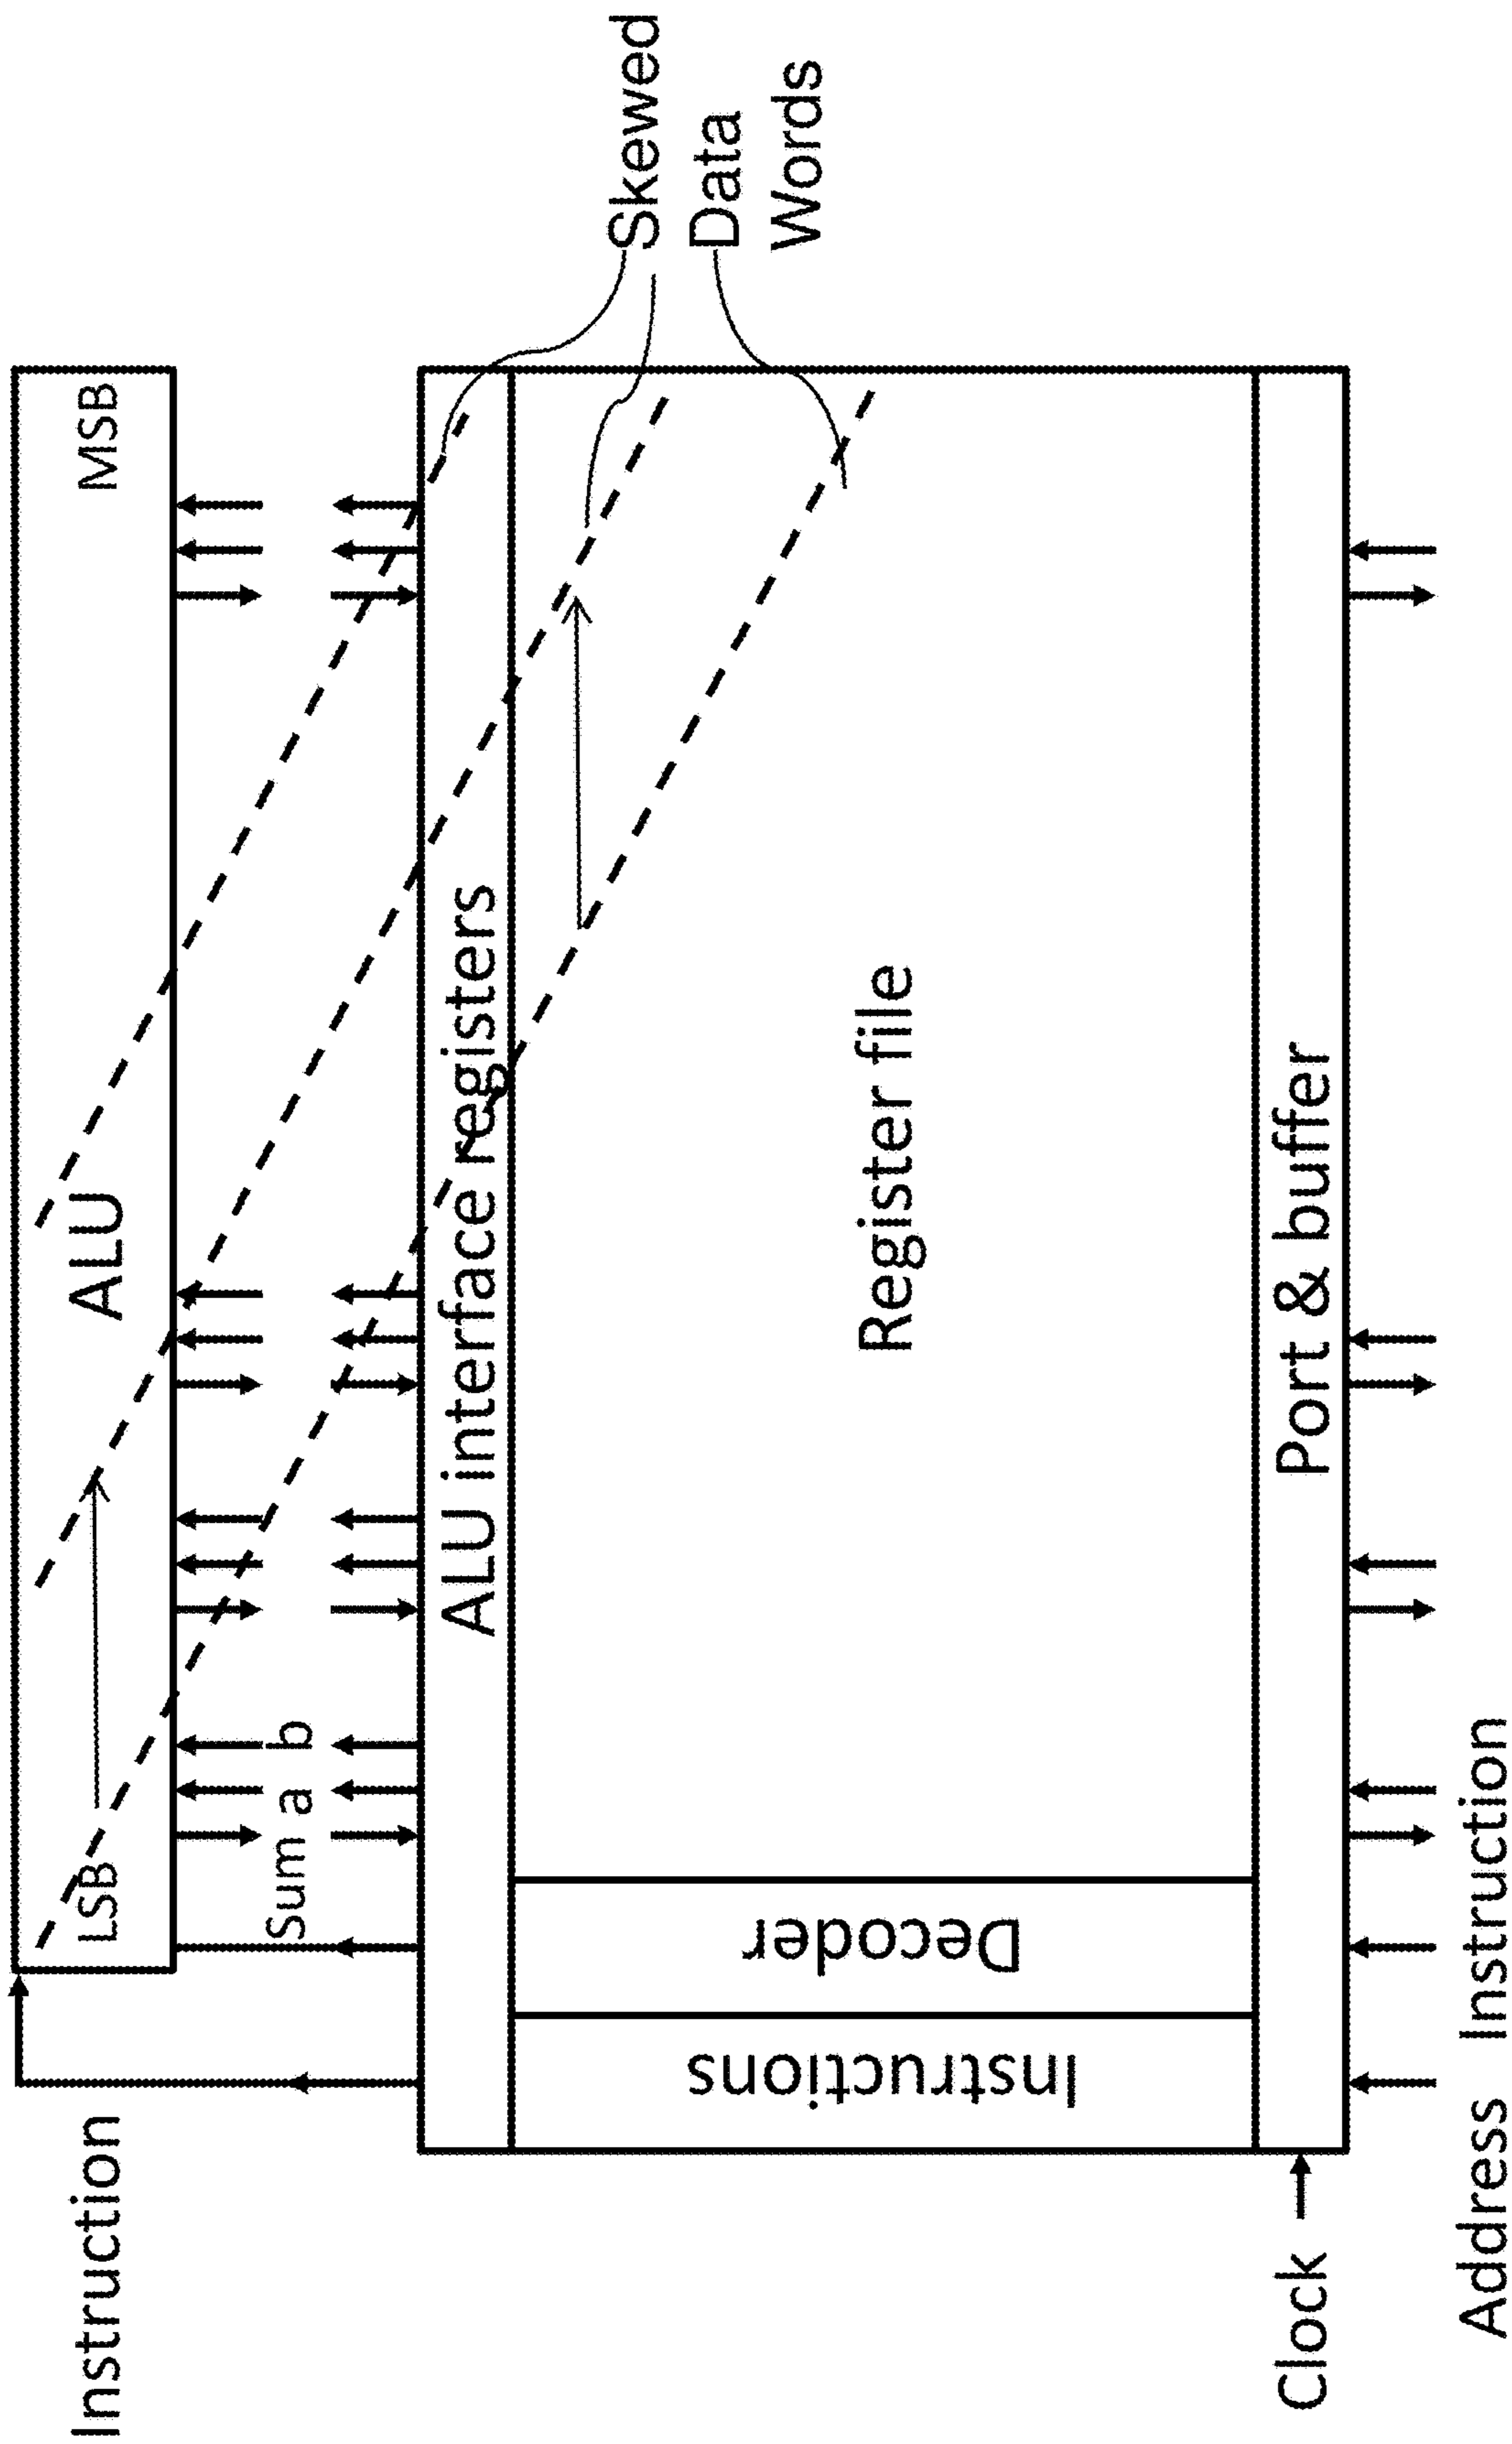 Instruction
LSB
ALU
MSB
Sum a b
ALU interface registers
Skewed
Data
Words
Instructions
Decoder
Register file
Clock
Port & buffer
Address Instruction